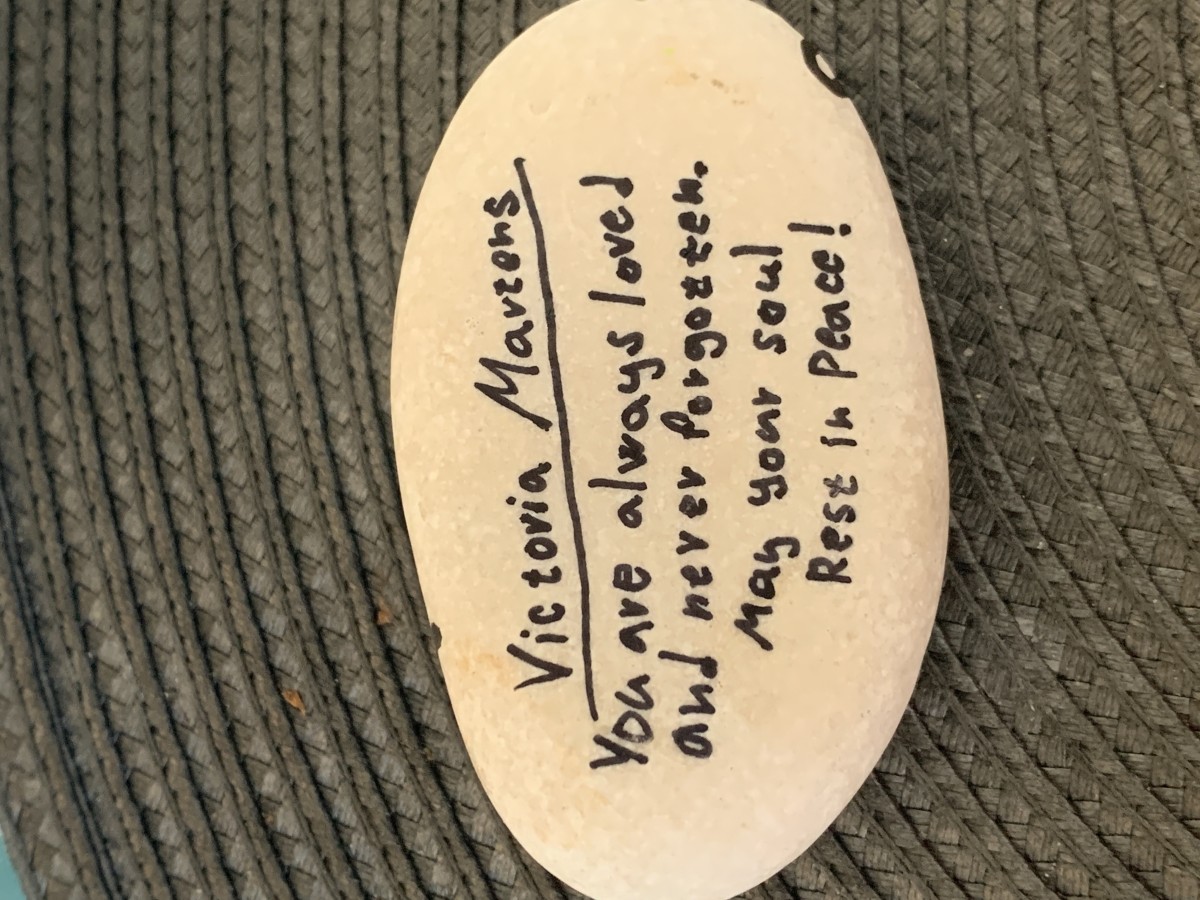 Victoria Martens
You are always loved
and never forgotten.
May your soul
Rest in Peace!